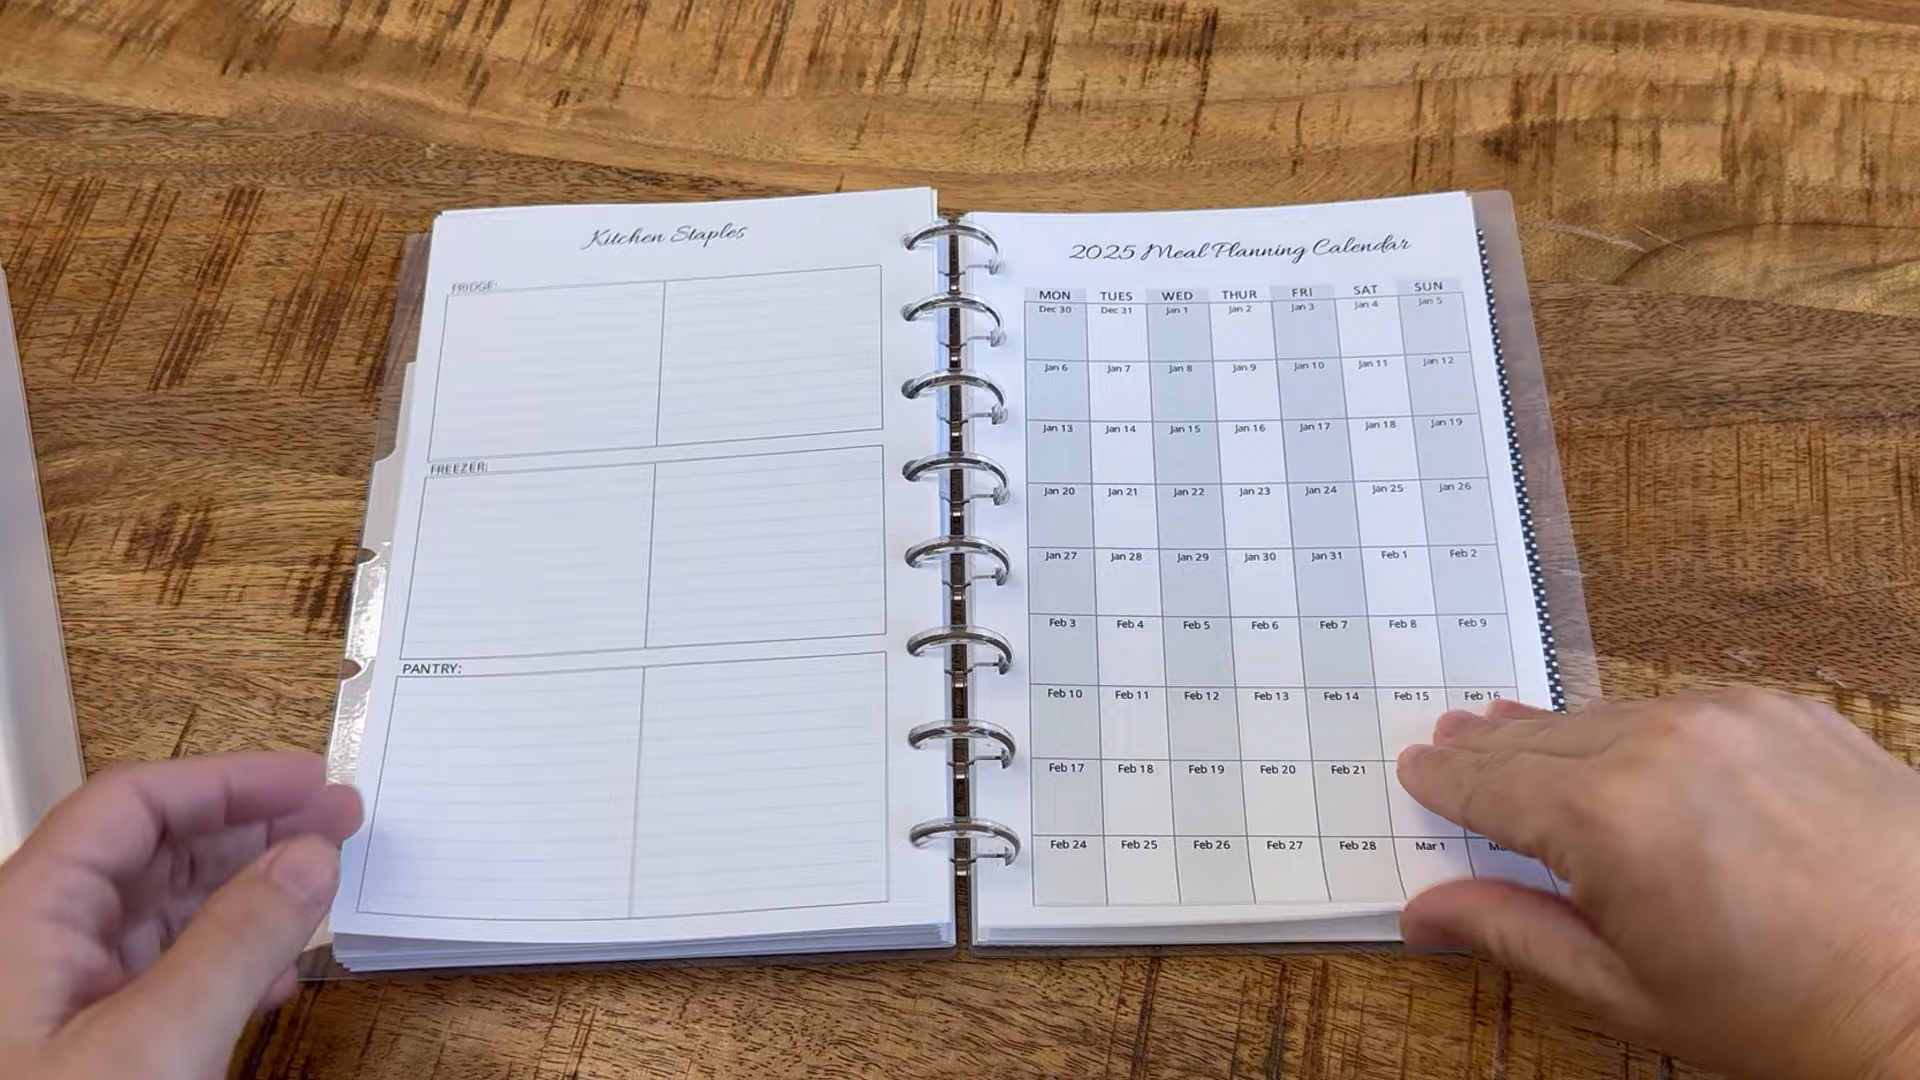 Kitchen Staples
FRIDGE:
FREEZER:
PANTRY:
2025 Meal Planning Calendar
MON TUES WED THUR FRI SAT SUN
Dec 30 Dec 31 Jan 1 Jan 2 Jan 3 Jan 4 Jan 5
Jan 6 Jan 7 Jan 8 Jan 9 Jan 10 Jan 11 Jan 12
Jan 13 Jan 14 Jan 15 Jan 16 Jan 17 Jan 18 Jan 19
Jan 20 Jan 21 Jan 22 Jan 23 Jan 24 Jan 25 Jan 26
Jan 27 Jan 28 Jan 29 Jan 30 Jan 31 Feb 1 Feb 2
Feb 3 Feb 4 Feb 5 Feb 6 Feb 7 Feb 8 Feb 9
Feb 10 Feb 11 Feb 12 Feb 13 Feb 14 Feb 15 Feb 16
Feb 17 Feb 18 Feb 19 Feb 20 Feb 21
Feb 24 Feb 25 Feb 26 Feb 27 Feb 28 Mar 1